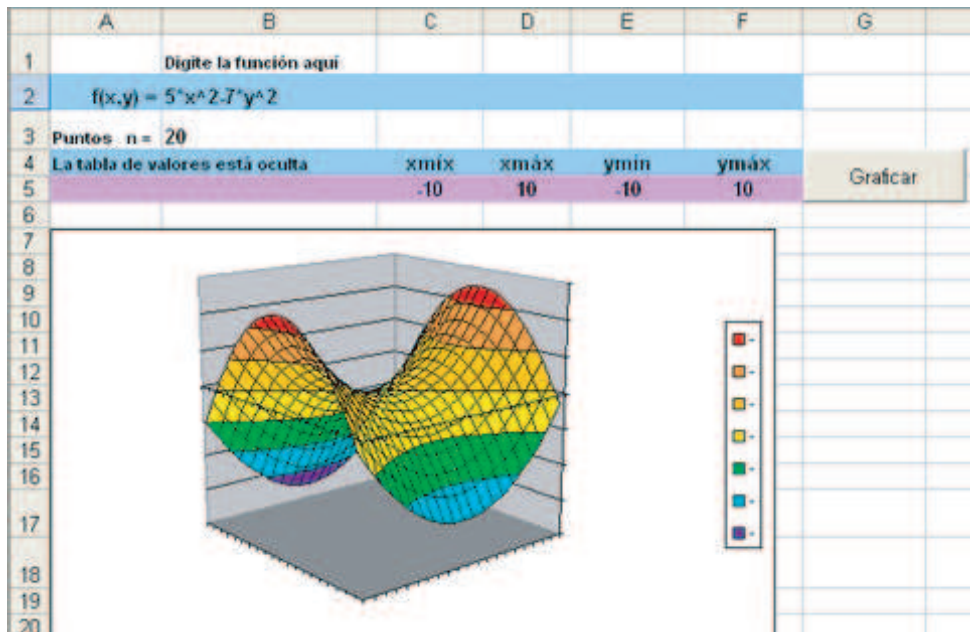 A B C D E F G
1 Digite la función aquí
2 f(x,y) = 5*x^2-7*y^2
3 Puntos n = 20
4 La tabla de valores está oculta xmíx xmáx ymín ymáx
Graficar
5 -10 10 -10 10
6
7
8
9
10
11
12
13
14
15
16
17
18
19
20